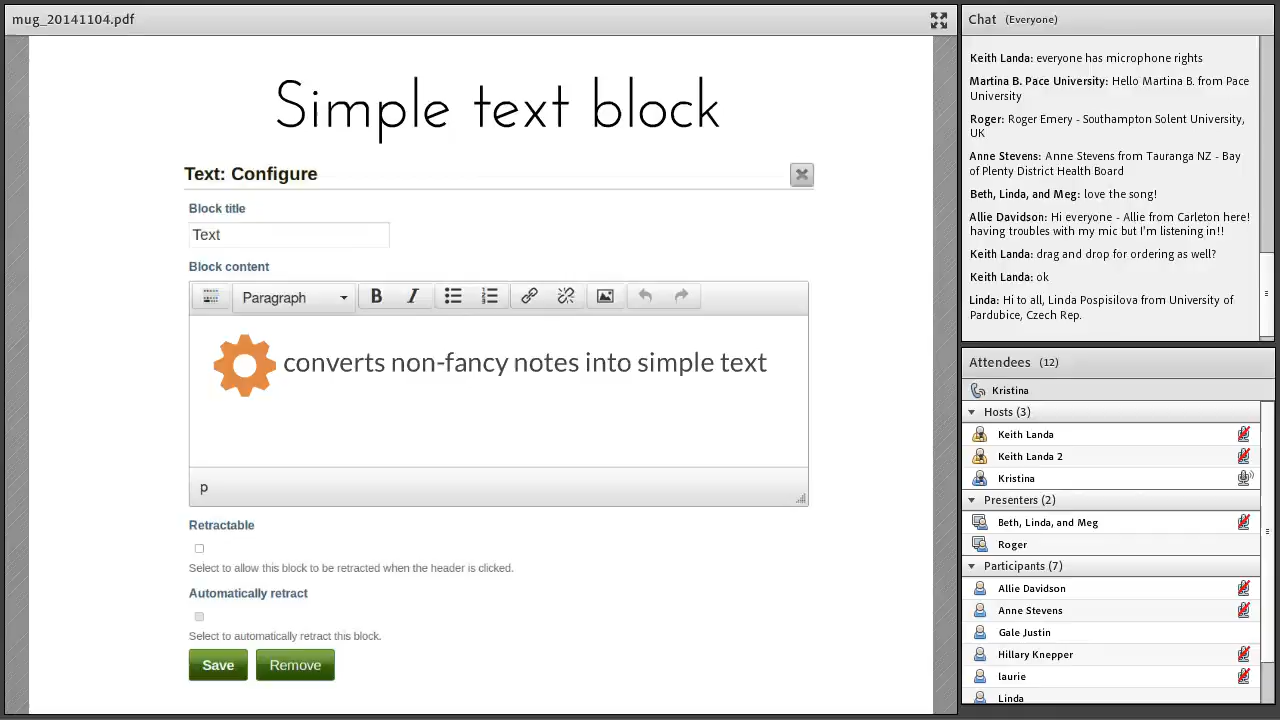 mug_20141104.pdf
Simple text block
Text: Configure
Block title
Text
Block content
Paragraph
B
I
converts non-fancy notes into simple text
p
Retractable
Select to allow this block to be retracted when the header is clicked.
Automatically retract
Select to automatically retract this block.
Save Remove
Chat (Everyone)
Keith Landa: everyone has microphone rights
Martina B. Pace University: Hello Martina B. from Pace
University
Roger: Roger Emery - Southampton Solent University,
UK
Anne Stevens: Anne Stevens from Tauranga NZ - Bay
of Plenty District Health Board
Beth, Linda, and Meg: love the song!
Allie Davidson: Hi everyone - Allie from Carleton here!
having troubles with my mic but I'm listening in!!
Keith Landa: drag and drop for ordering as well?
Keith Landa: ok
Linda: Hi to all, Linda Pospisilova from University of
Pardubice, Czech Rep.
Attendees (12)
Kristina
Hosts (3)
Keith Landa
Keith Landa 2
Kristina
Presenters (2)
Beth, Linda, and Meg
Roger
Participants (7)
Allie Davidson
Anne Stevens
Gale Justin
Hillary Knepper
laurie
Linda